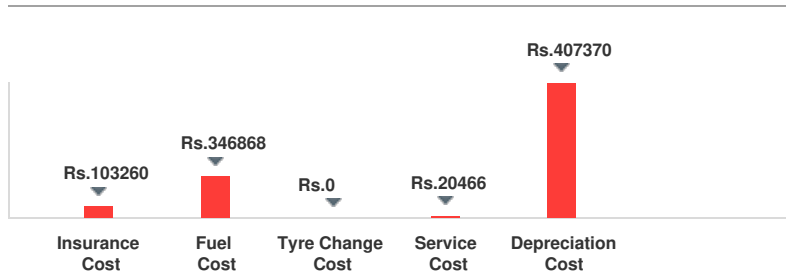 Rs.407370
Rs.346868
Rs.103260
Rs.0
Rs.20466
Insurance Cost
Fuel Cost
Tyre Change Cost
Service Cost
Depreciation Cost